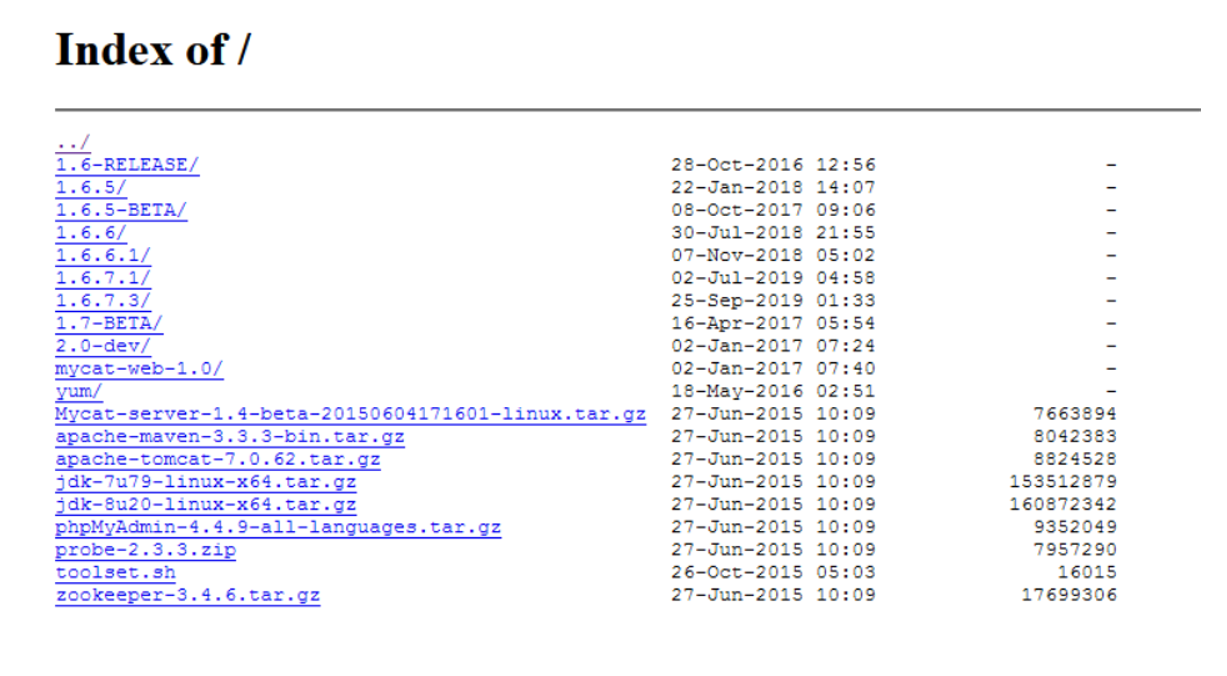 Index of /
../
1.6-RELEASE/ 28-Oct-2016 12:56 -
1.6.5/ 22-Jan-2018 14:07 -
1.6.5-BETA/ 08-Oct-2017 09:06 -
1.6.6/ 30-Jul-2018 21:55 -
1.6.6.1/ 07-Nov-2018 05:02 -
1.6.7.1/ 02-Jul-2019 04:58 -
1.6.7.3/ 25-Sep-2019 01:33 -
1.7-BETA/ 16-Apr-2017 05:54 -
2.0-dev/ 02-Jan-2017 07:24 -
mycat-web-1.0/ 02-Jan-2017 07:40 -
yum/ 18-May-2016 02:51 -
Mycat-server-1.4-beta-20150604171601-linux.tar.gz 27-Jun-2015 10:09 7663894
apache-maven-3.3.3-bin.tar.gz 27-Jun-2015 10:09 8042383
apache-tomcat-7.0.62.tar.gz 27-Jun-2015 10:09 8824528
jdk-7u79-linux-x64.tar.gz 27-Jun-2015 10:09 153512879
jdk-8u20-linux-x64.tar.gz 27-Jun-2015 10:09 160872342
phpMyAdmin-4.4.9-all-languages.tar.gz 27-Jun-2015 10:09 9352049
probe-2.3.3.zip 27-Jun-2015 10:09 7957290
toolset.sh 26-Oct-2015 05:03 16015
zookeeper-3.4.6.tar.gz 27-Jun-2015 10:09 17699306